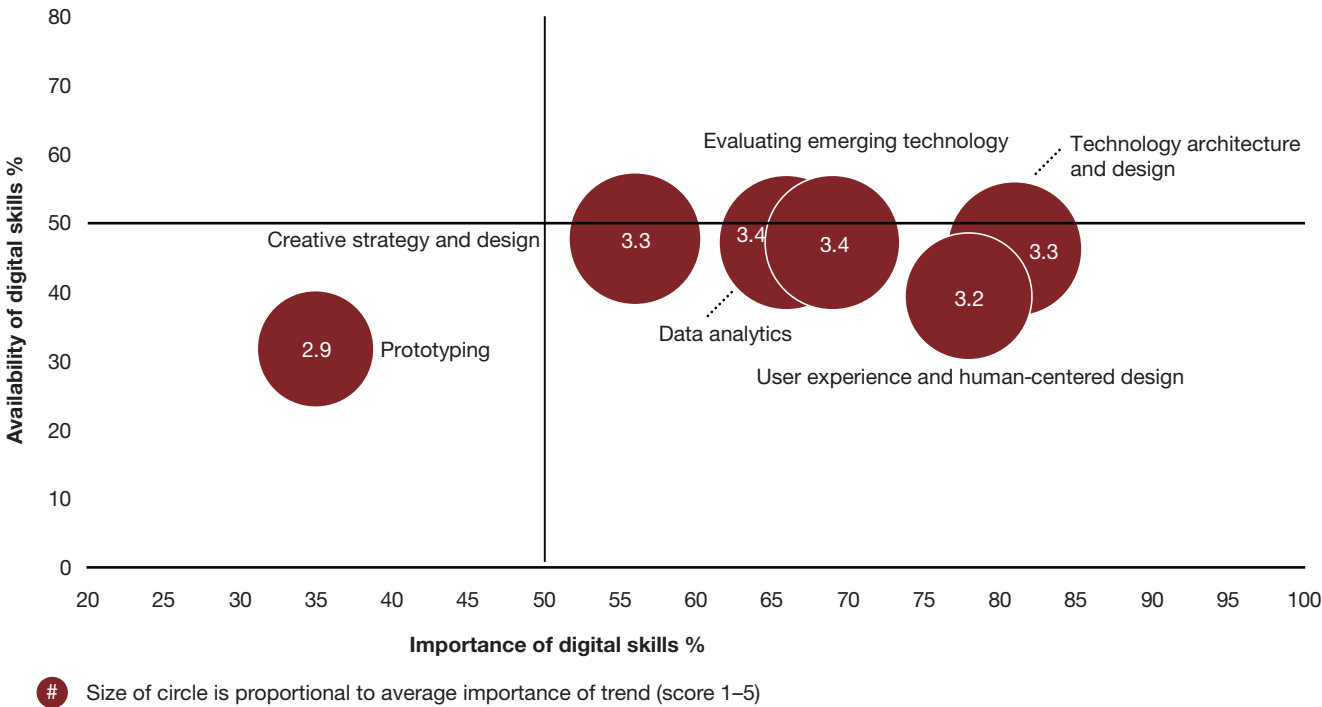 80
70
60
50
40
30
20
10
0
Availability of digital skills %
Evaluating emerging technology
Technology architecture
and design
Creative strategy and design
3.3
3.4
3.4
3.3
3.2
Data analytics
2.9
Prototyping
User experience and human-centered design
20 25 30 35 40 45 50 55 60 65 70 75 80 85 90 95 100
Importance of digital skills %
# Size of circle is proportional to average importance of trend (score 1–5)